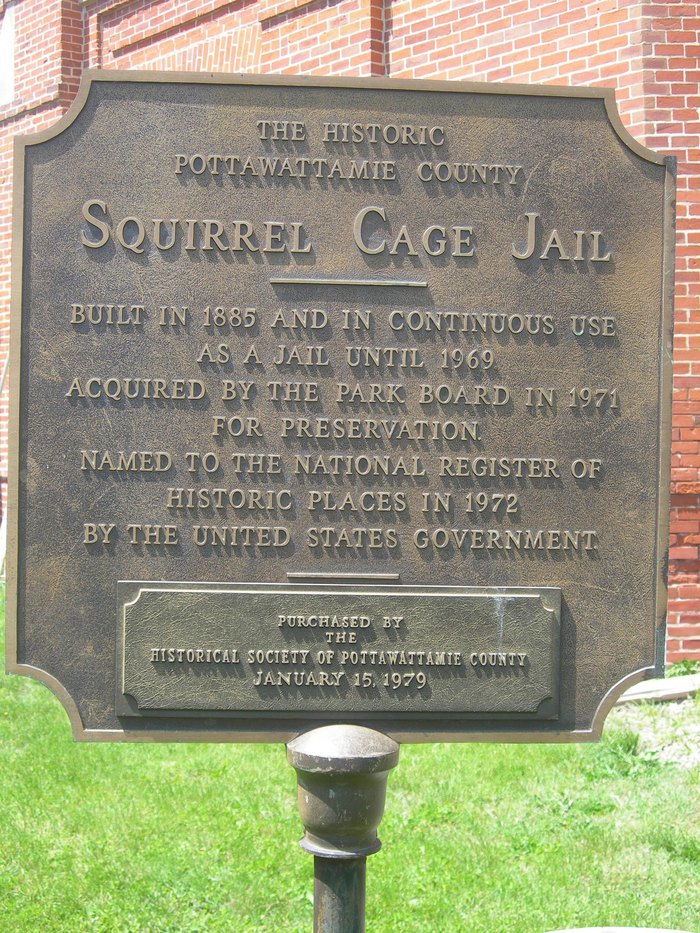 THE HISTORIC
POTTAWATTAMIE COUNTY
SQUIRREL CAGE JAIL
BUILT IN 1885 AND IN CONTINUOUS USE
AS A JAIL UNTIL 1969.
ACQUIRED BY THE PARK BOARD IN 1971
FOR PRESERVATION.
NAMED TO THE NATIONAL REGISTER OF
HISTORIC PLACES IN 1972
BY THE UNITED STATES GOVERNMENT.
PURCHASED BY
THE
HISTORICAL SOCIETY OF POTTAWATTAMIE COUNTY
JANUARY 15, 1979